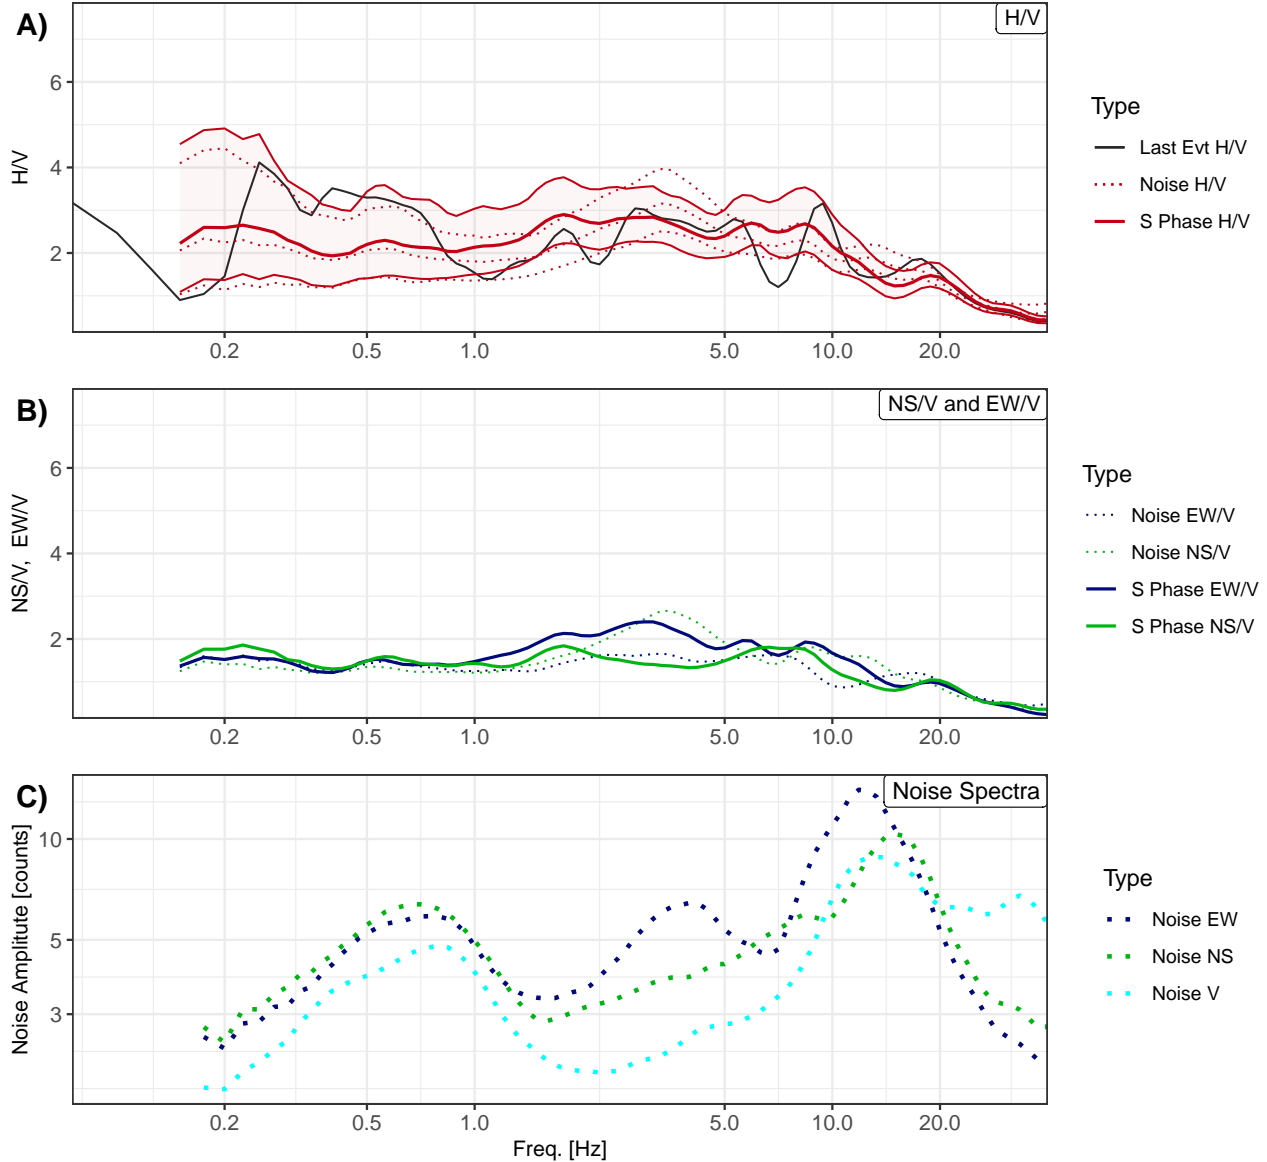 A)
H/V
6
4
2
H/V
0.2 0.5 1.0 5.0 10.0 20.0
Type
Last Evt H/V
Noise H/V
S Phase H/V
B)
NS/V and EW/V
6
4
2
NS/V, EW/V
0.2 0.5 1.0 5.0 10.0 20.0
Type
Noise EW/V
Noise NS/V
S Phase EW/V
S Phase NS/V
C)
Noise Spectra
10
5
3
Noise Amplitute [counts]
0.2 0.5 1.0 5.0 10.0 20.0
Freq. [Hz]
Type
Noise EW
Noise NS
Noise V